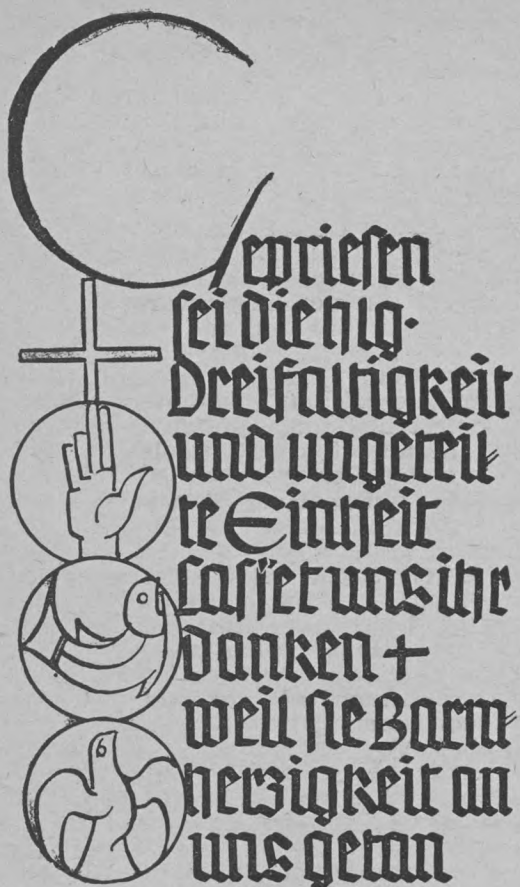 Gepriesen
sei die hlg.
Dreifaltigkeit
und ungeteil=
te Einheit
Lasset uns ihr
danken +
weil sie Barm=
herzigkeit an
uns getan